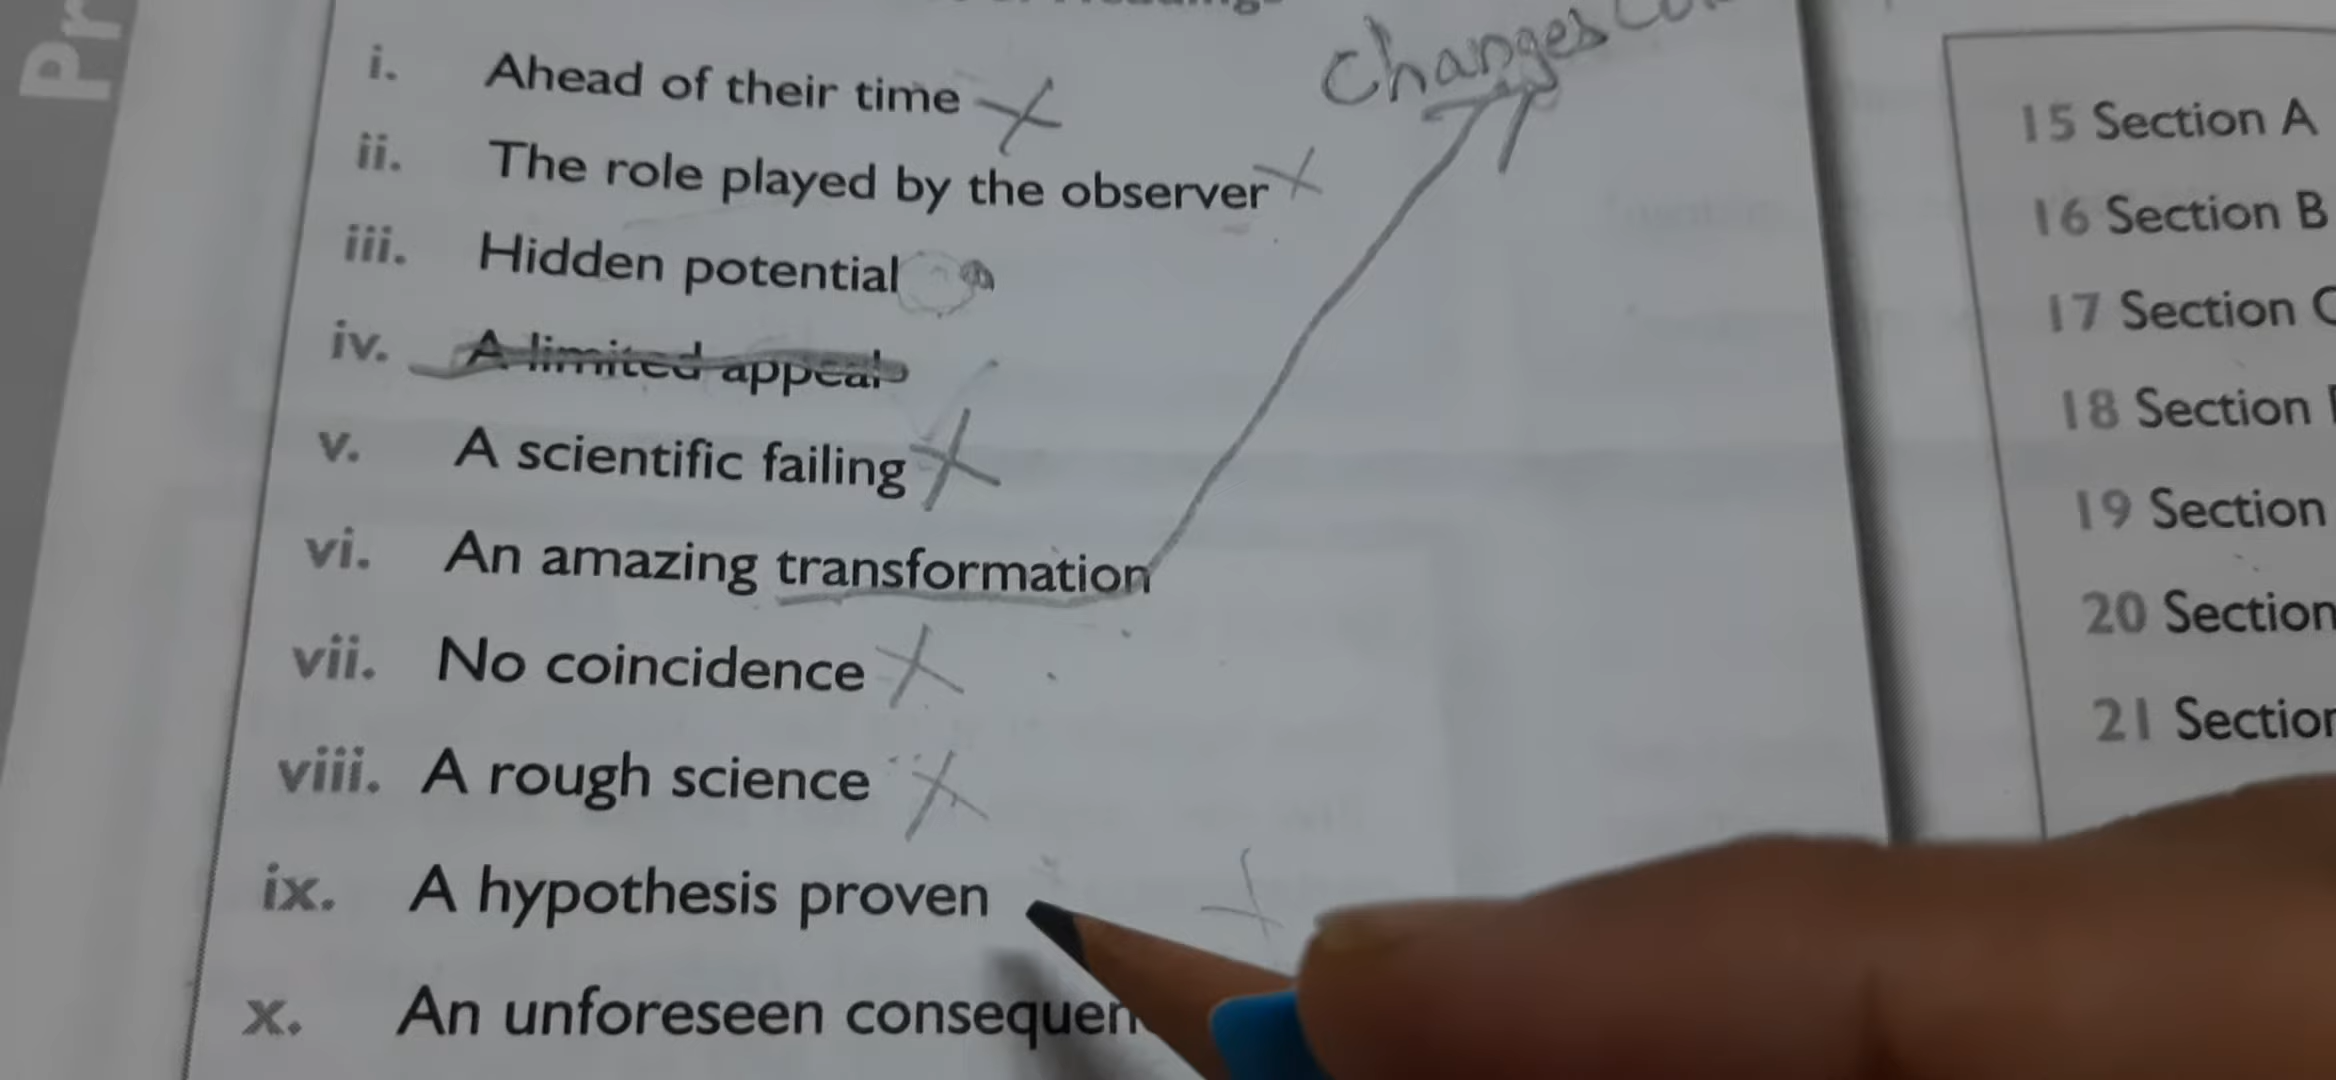 Pr
i. Ahead of their time
Changes
ii. The role played by the observer
iii. Hidden potential
iv. A limited appeal
v. A scientific failing
vi. An amazing transformation
vii. No coincidence
viii. A rough science
ix. A hypothesis proven
x. An unforeseen consequen
15 Section A
16 Section B
17 Section C
18 Section
19 Section
20 Section
21 Section